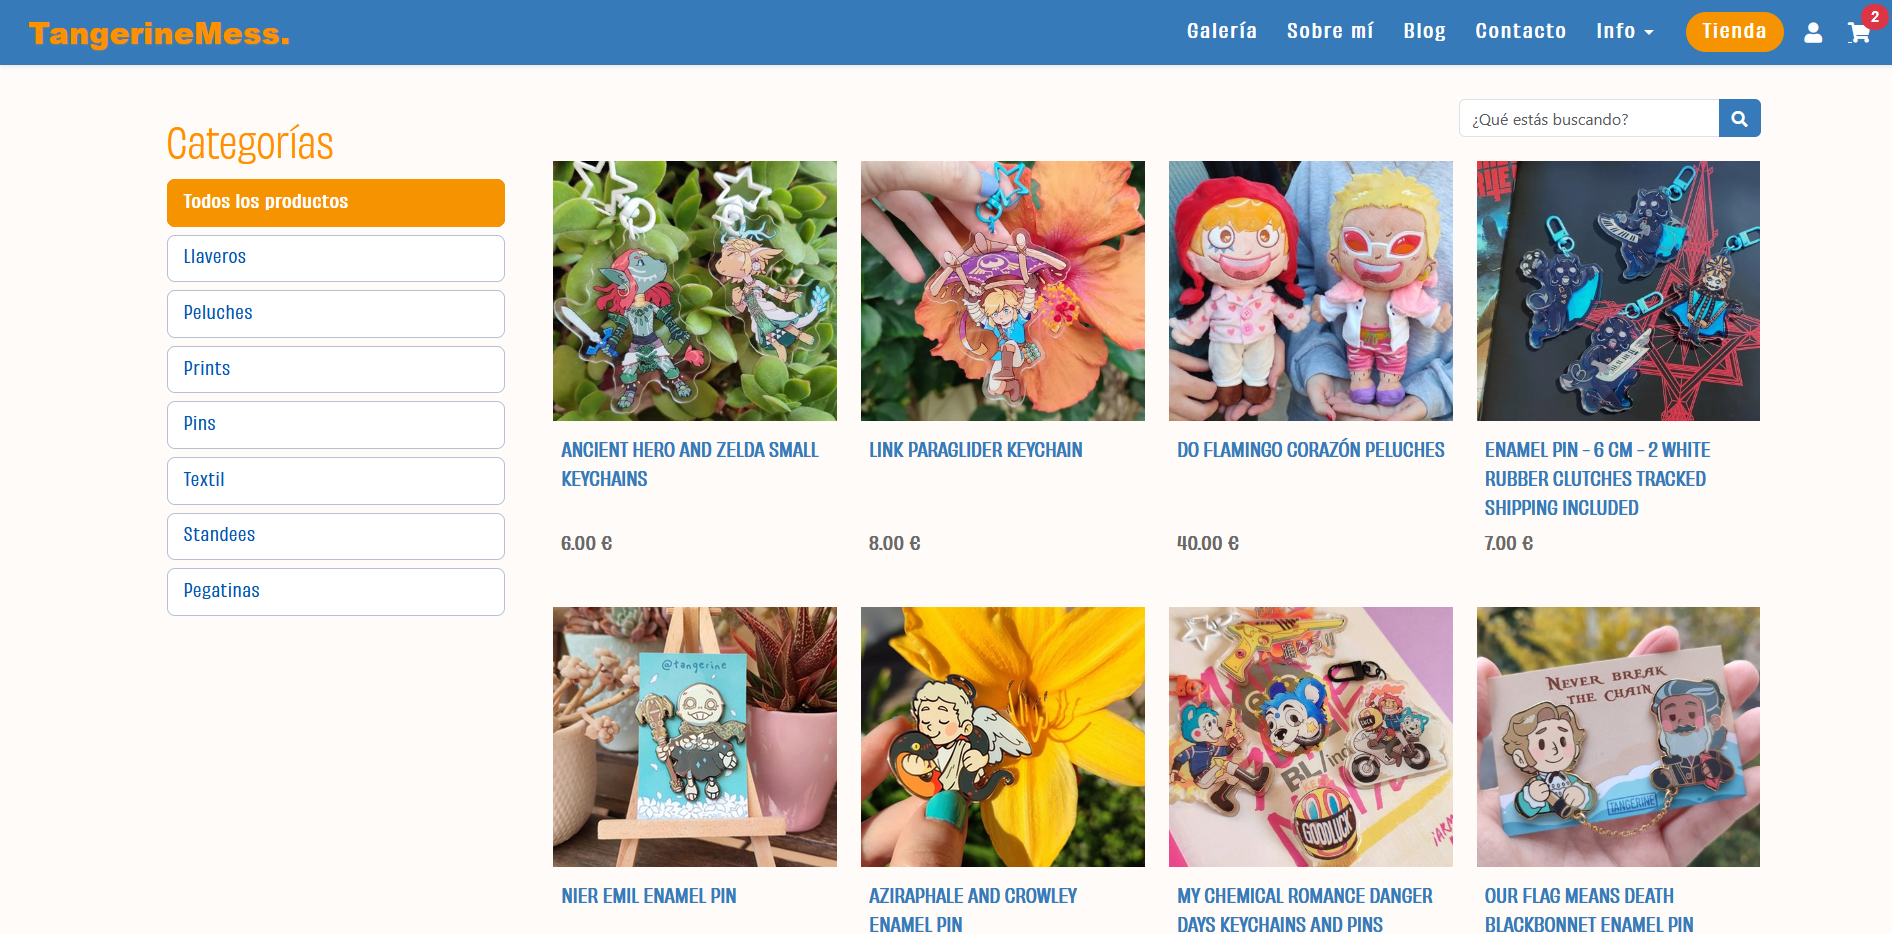 TangerineMess.
Galería
Sobre mí
Blog
Contacto
Info
Tienda
2
¿Qué estás buscando?
Categorías
Todos los productos
Llaveros
Peluches
Prints
Pins
Textil
Standees
Pegatinas
ANCIENT HERO AND ZELDA SMALL
KEYCHAINS
6.00 €
LINK PARAGLIDER KEYCHAIN
8.00 €
DO FLAMINGO CORAZÓN PELUCHES
40.00 €
ENAMEL PIN - 6 CM - 2 WHITE
RUBBER CLUTCHES TRACKED
SHIPPING INCLUDED
7.00 €
@tangerine
NIER EMIL ENAMEL PIN
AZIRAPHALE AND CROWLEY
ENAMEL PIN
BL/ind
GOODLUCK
MY CHEMICAL ROMANCE DANGER
DAYS KEYCHAINS AND PINS
NEVER BREAK
THE CHAIN
TANGERINE
OUR FLAG MEANS DEATH
BLACKBONNET ENAMEL PIN